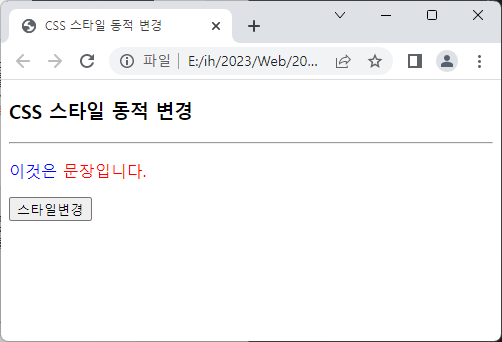 CSS 스타일 동적 변경
파일 E:/ih/2023/Web/20...
CSS 스타일 동적 변경
이것은 문장입니다.
스타일변경